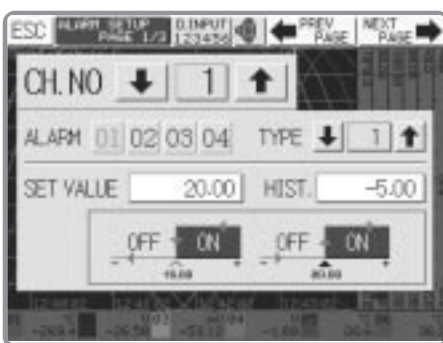 ESC ALARM SETUP D.INPUT PREV NEXT
PAGE 1/3 123456 PAGE PAGE
CH.NO 1
ALARM 01 02 03 04 TYPE 1
SET VALUE 20.00 HIST. -5.00
OFF ON OFF ON
- + - +
15.00 20.00